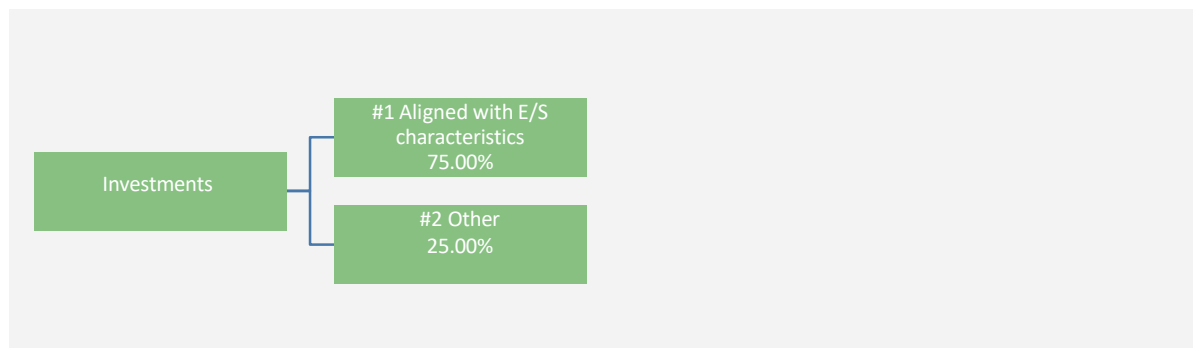 #1 Aligned with E/S
characteristics
75.00%
Investments
#2 Other
25.00%